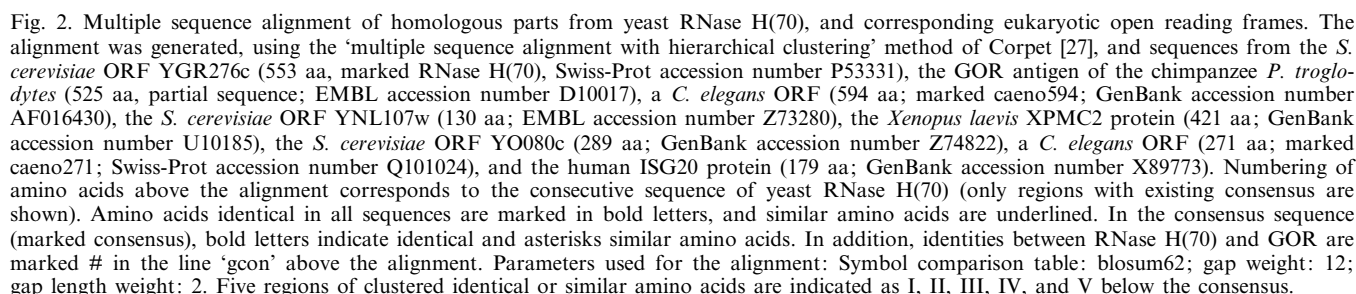 Fig. 2. Multiple sequence alignment of homologous parts from yeast RNase H(70), and corresponding eukaryotic open reading frames. The
alignment was generated, using the ‘multiple sequence alignment with hierarchical clustering’ method of Corpet [27], and sequences from the S.
cerevisiae ORF YGR276c (553 aa, marked RNase H(70), Swiss-Prot accession number P53331), the GOR antigen of the chimpanzee P. troglo-
dytes (525 aa, partial sequence; EMBL accession number D10017), a C. elegans ORF (594 aa; marked caeno594; GenBank accession number
AF016430), the S. cerevisiae ORF YNL107w (130 aa; EMBL accession number Z73280), the Xenopus laevis XPMC2 protein (421 aa; GenBank
accession number U10185), the S. cerevisiae ORF YO080c (289 aa; GenBank accession number Z74822), a C. elegans ORF (271 aa; marked
caeno271; Swiss-Prot accession number Q101024), and the human ISG20 protein (179 aa; GenBank accession number X89773). Numbering of
amino acids above the alignment corresponds to the consecutive sequence of yeast RNase H(70) (only regions with existing consensus are
shown). Amino acids identical in all sequences are marked in bold letters, and similar amino acids are underlined. In the consensus sequence
(marked consensus), bold letters indicate identical and asterisks similar amino acids. In addition, identities between RNase H(70) and GOR are
marked # in the line ‘gcon’ above the alignment. Parameters used for the alignment: Symbol comparison table: blosum62; gap weight: 12;
gap length weight: 2. Five regions of clustered identical or similar amino acids are indicated as I, II, III, IV, and V below the consensus.